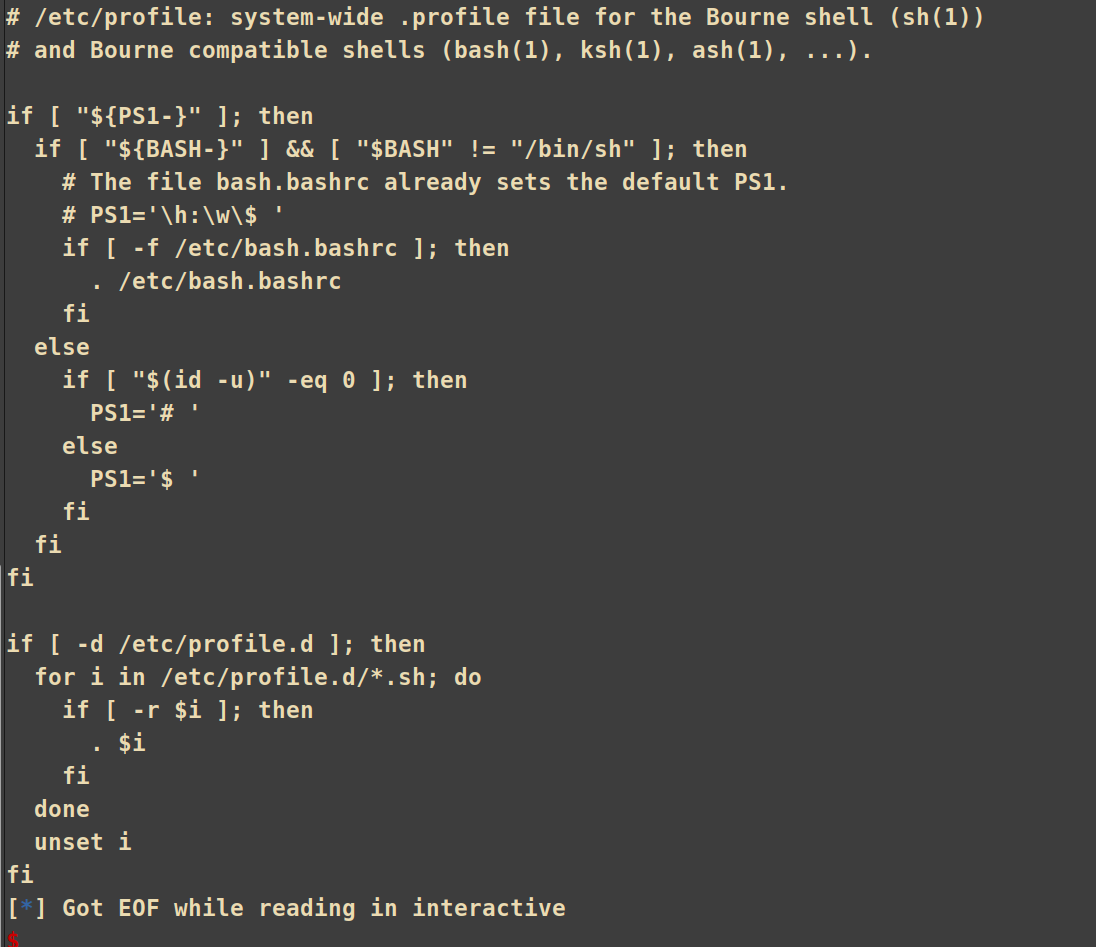 # /etc/profile: system-wide .profile file for the Bourne shell (sh(1))
# and Bourne compatible shells (bash(1), ksh(1), ash(1), ...).

if [ "${PS1-}" ]; then
  if [ "${BASH-}" ] && [ "$BASH" != "/bin/sh" ]; then
    # The file bash.bashrc already sets the default PS1.
    # PS1='\h:\w\$ '
    if [ -f /etc/bash.bashrc ]; then
      . /etc/bash.bashrc
    fi
  else
    if [ "$(id -u)" -eq 0 ]; then
      PS1='# '
    else
      PS1='$ '
    fi
  fi
fi

if [ -d /etc/profile.d ]; then
  for i in /etc/profile.d/*.sh; do
    if [ -r $i ]; then
      . $i
    fi
  done
  unset i
fi
[*] Got EOF while reading in interactive
$